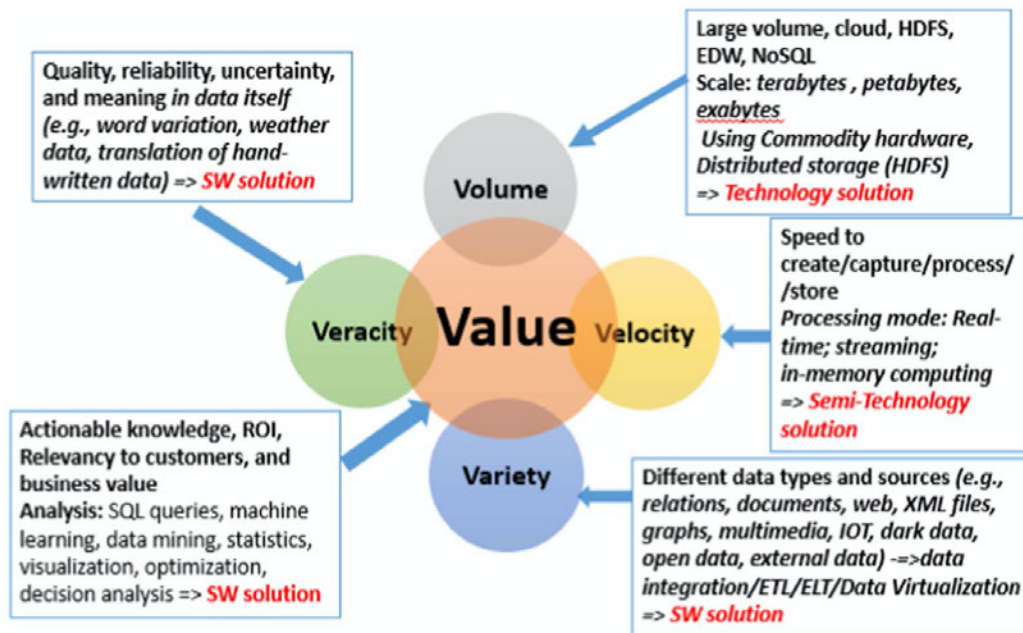 Quality, reliability, uncertainty,
and meaning in data itself
(e.g., word variation, weather
data, translation of hand-
written data) => SW solution
Large volume, cloud, HDFS,
EDW, NoSQL
Scale: terabytes , petabytes,
exabytes
Using Commodity hardware,
Distributed storage (HDFS)
=> Technology solution
Volume
Veracity
Value
Velocity
Variety
Speed to
create/capture/process/
/store
Processing mode: Real-
time; streaming;
in-memory computing
=> Semi-Technology
solution
Actionable knowledge, ROI,
Relevancy to customers, and
business value
Analysis: SQL queries, machine
learning, data mining, statistics,
visualization, optimization,
decision analysis => SW solution
Different data types and sources (e.g.,
relations, documents, web, XML files,
graphs, multimedia, IOT, dark data,
open data, external data) -=>data
integration/ETL/ELT/Data Virtualization
=> SW solution